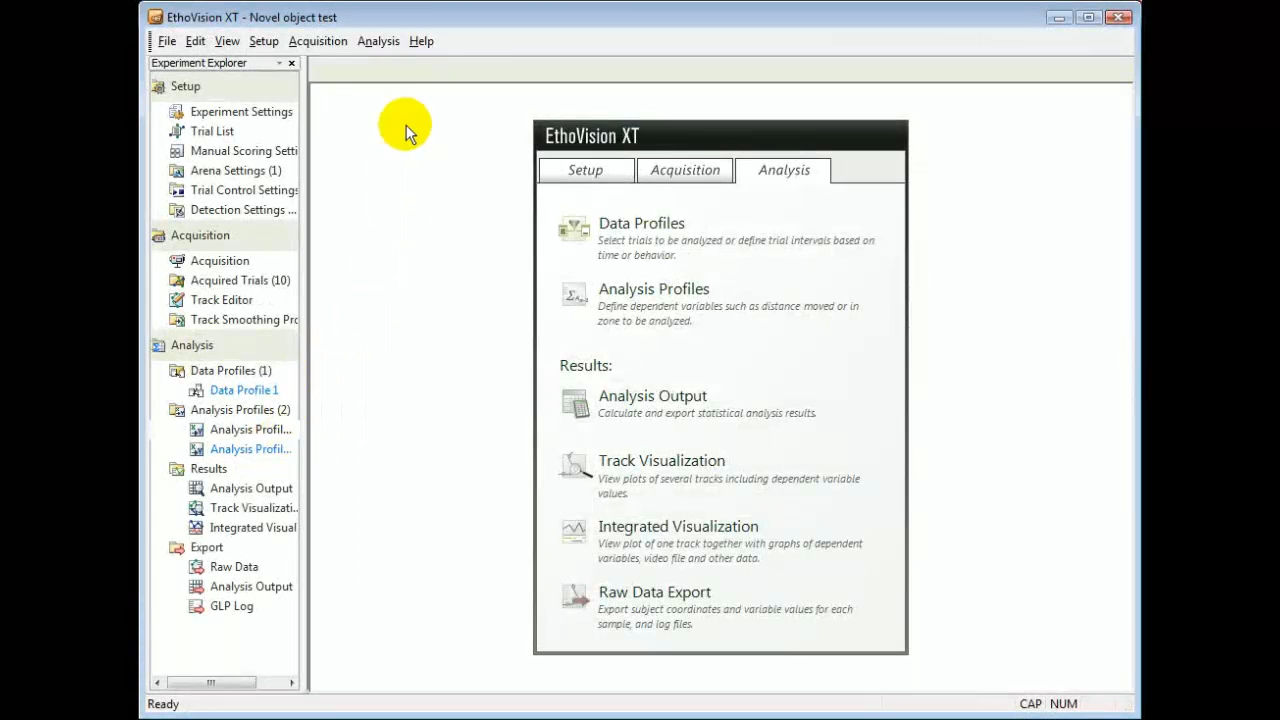 EthoVision XT - Novel object test
File Edit View Setup Acquisition Analysis Help
Experiment Explorer
Setup
Experiment Settings
Trial List
Manual Scoring Setti
Arena Settings (1)
Trial Control Settings
Detection Settings ...
Acquisition
Acquisition
Acquired Trials (10)
Track Editor
Track Smoothing Pro
Analysis
Data Profiles (1)
Data Profile 1
Analysis Profiles (2)
Analysis Profil...
Analysis Profil...
Results
Analysis Output
Track Visualizati...
Integrated Visual
Export
Raw Data
Analysis Output
GLP Log
EthoVision XT
Setup Acquisition Analysis
Data Profiles
Select trials to be analyzed or define trial intervals based on
time or behavior.
Analysis Profiles
Define dependent variables such as distance moved or in
zone to be analyzed.
Results:
Analysis Output
Calculate and export statistical analysis results.
Track Visualization
View plots of several tracks including dependent variable
values.
Integrated Visualization
View plot of one track together with graphs of dependent
variables, video file and other data.
Raw Data Export
Export subject coordinates and variable values for each
sample, and log files.
Ready CAP NUM